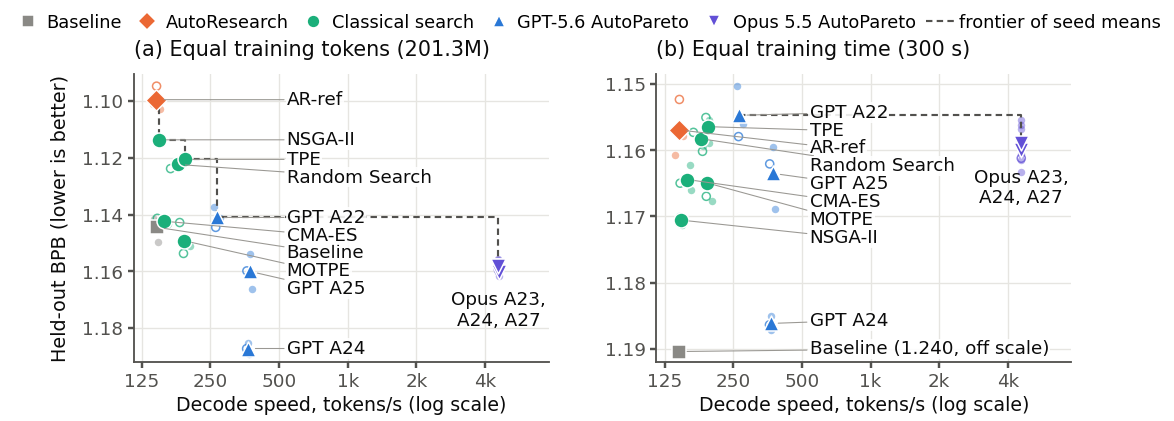 Baseline AutoResearch Classical search GPT-5.6 AutoPareto Opus 5.5 AutoPareto frontier of seed means
(a) Equal training tokens (201.3M)
Held-out BPB (lower is better)
1.10
1.12
1.14
1.16
1.18
AR-ref
NSGA-II
TPE
Random Search
GPT A22
CMA-ES
Baseline
MOTPE
GPT A25
Opus A23,
A24, A27
GPT A24
125 250 500 1k 2k 4k
Decode speed, tokens/s (log scale)
(b) Equal training time (300 s)
1.15
1.16
1.17
1.18
1.19
GPT A22
TPE
AR-ref
Random Search
GPT A25
CMA-ES
MOTPE
NSGA-II
Opus A23,
A24, A27
GPT A24
Baseline (1.240, off scale)
125 250 500 1k 2k 4k
Decode speed, tokens/s (log scale)